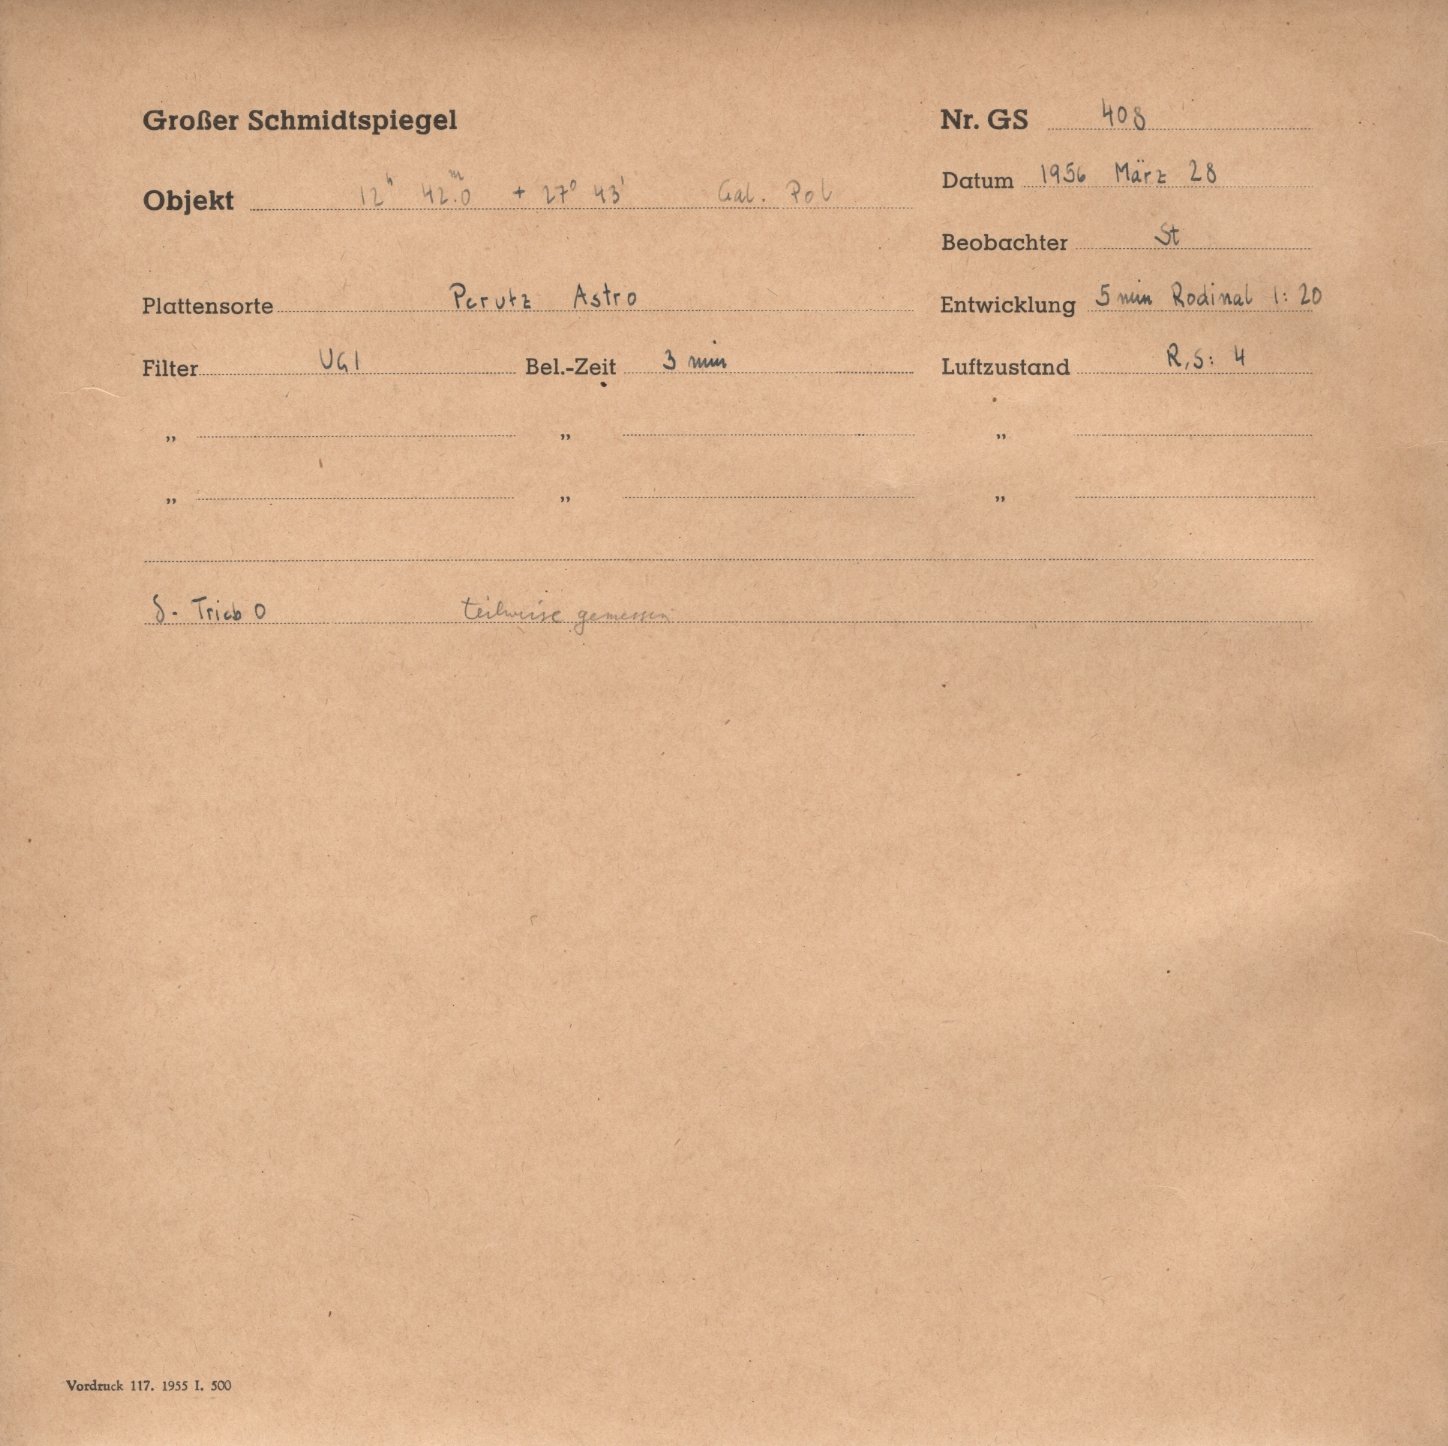 Großer Schmidtspiegel
Nr. GS 408
Objekt 12ʰ 42ᵐ.0 + 27° 43' Gal. Pol
Datum 1956 März 28
Beobachter St
Plattensorte Perutz Astro
Entwicklung 5 min Rodinal 1:20
Filter UG1 Bel.-Zeit 3 min Luftzustand R,S: 4
„ „ „
„ „ „
δ- Trieb 0 teilweise gemessen
Vordruck 117. 1955 I. 500